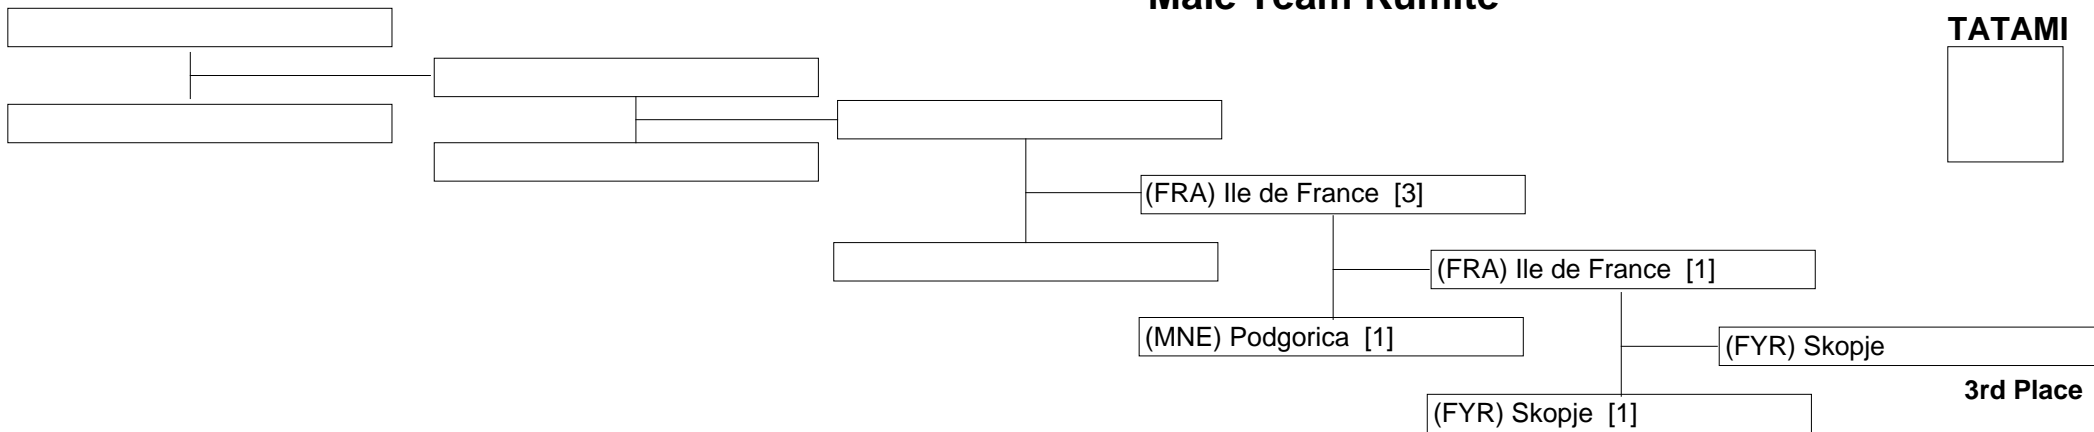 Male Team Kumite
TATAMI
(FRA) Ile de France [3]
(FRA) Ile de France [1]
(MNE) Podgorica [1]
(FYR) Skopje
3rd Place
(FYR) Skopje [1]